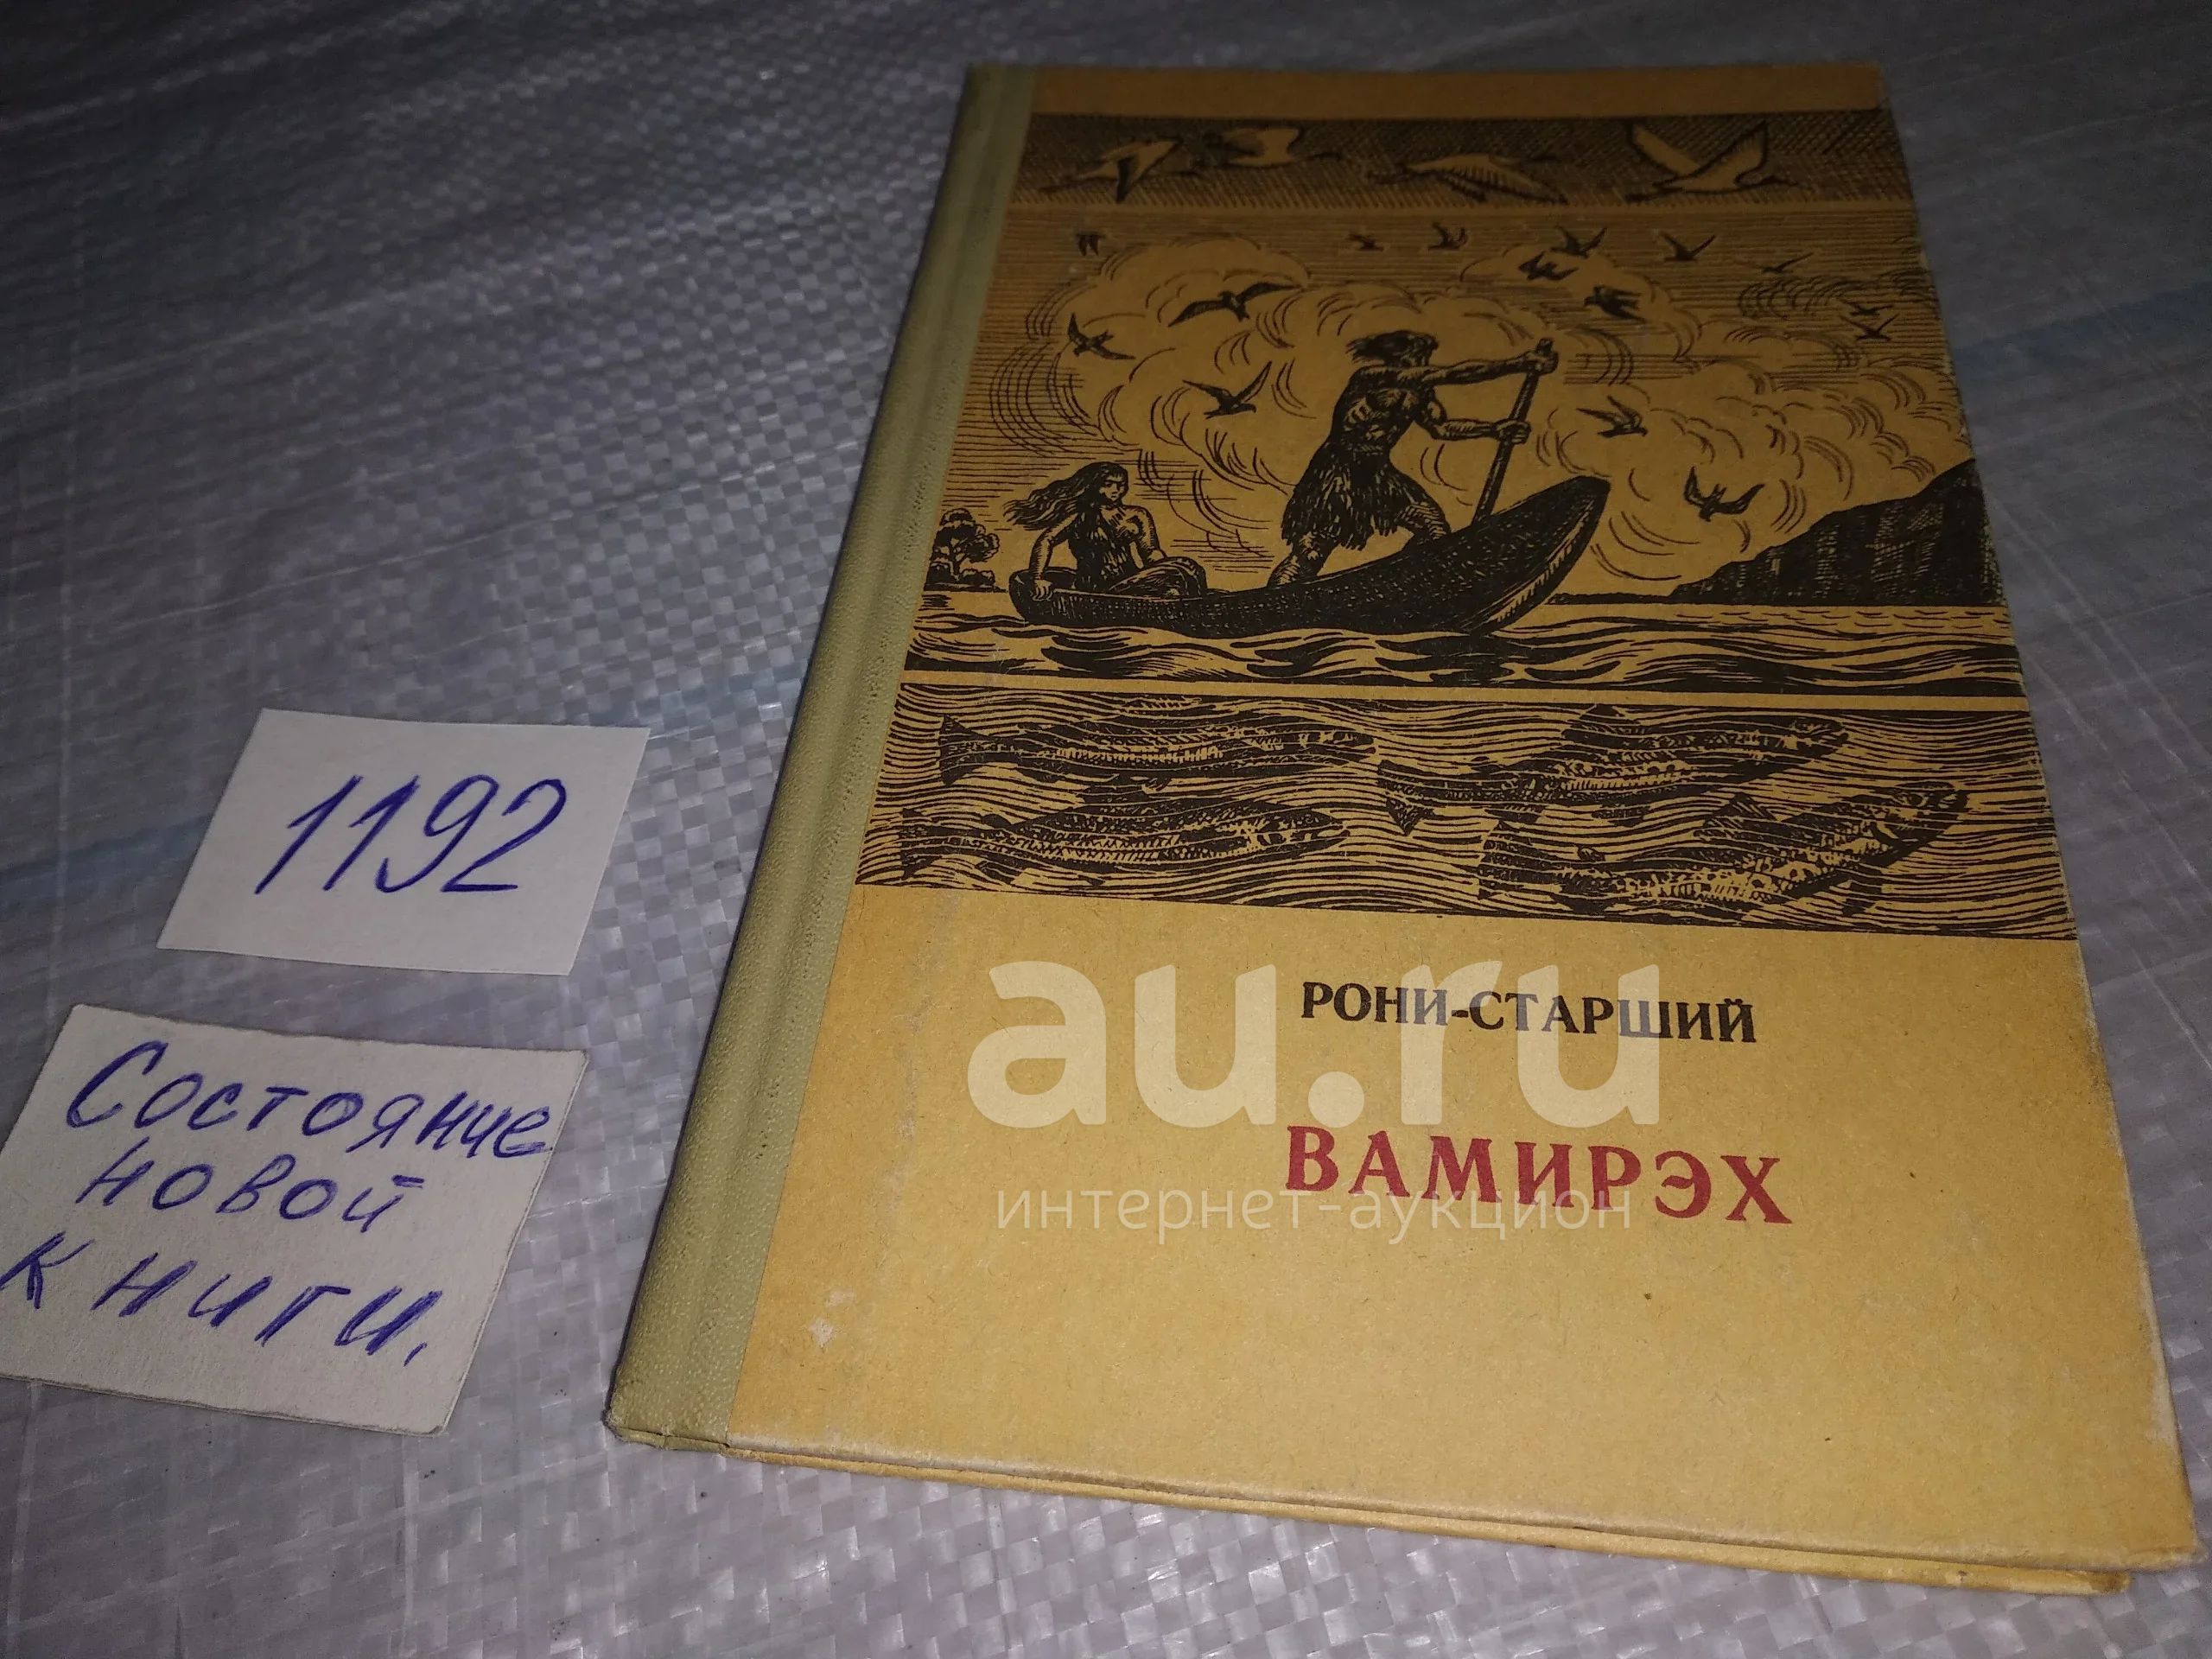 1192
Состояние
новой
книги.
РОНИ-СТАРШИЙ
ВАМИРЭХ
au.ru
интернет-аукцион